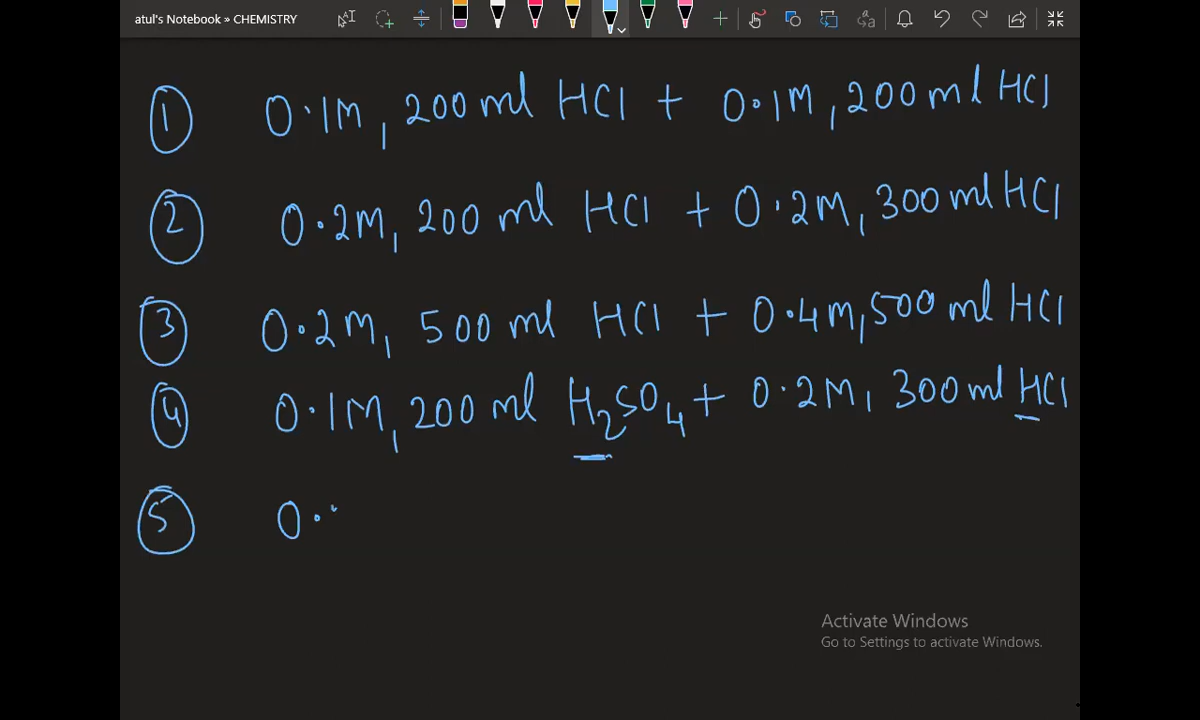 atul's Notebook » CHEMISTRY
① 0.1M, 200 ml HCl + 0.1M, 200 ml HCl
② 0.2M, 200 ml HCl + 0.2M, 300 ml HCl
③ 0.2M, 500 ml HCl + 0.4M, 500 ml HCl
④ 0.1M, 200 ml H₂SO₄ + 0.2M, 300 ml HCl
⑤ 0.
Activate Windows
Go to Settings to activate Windows.